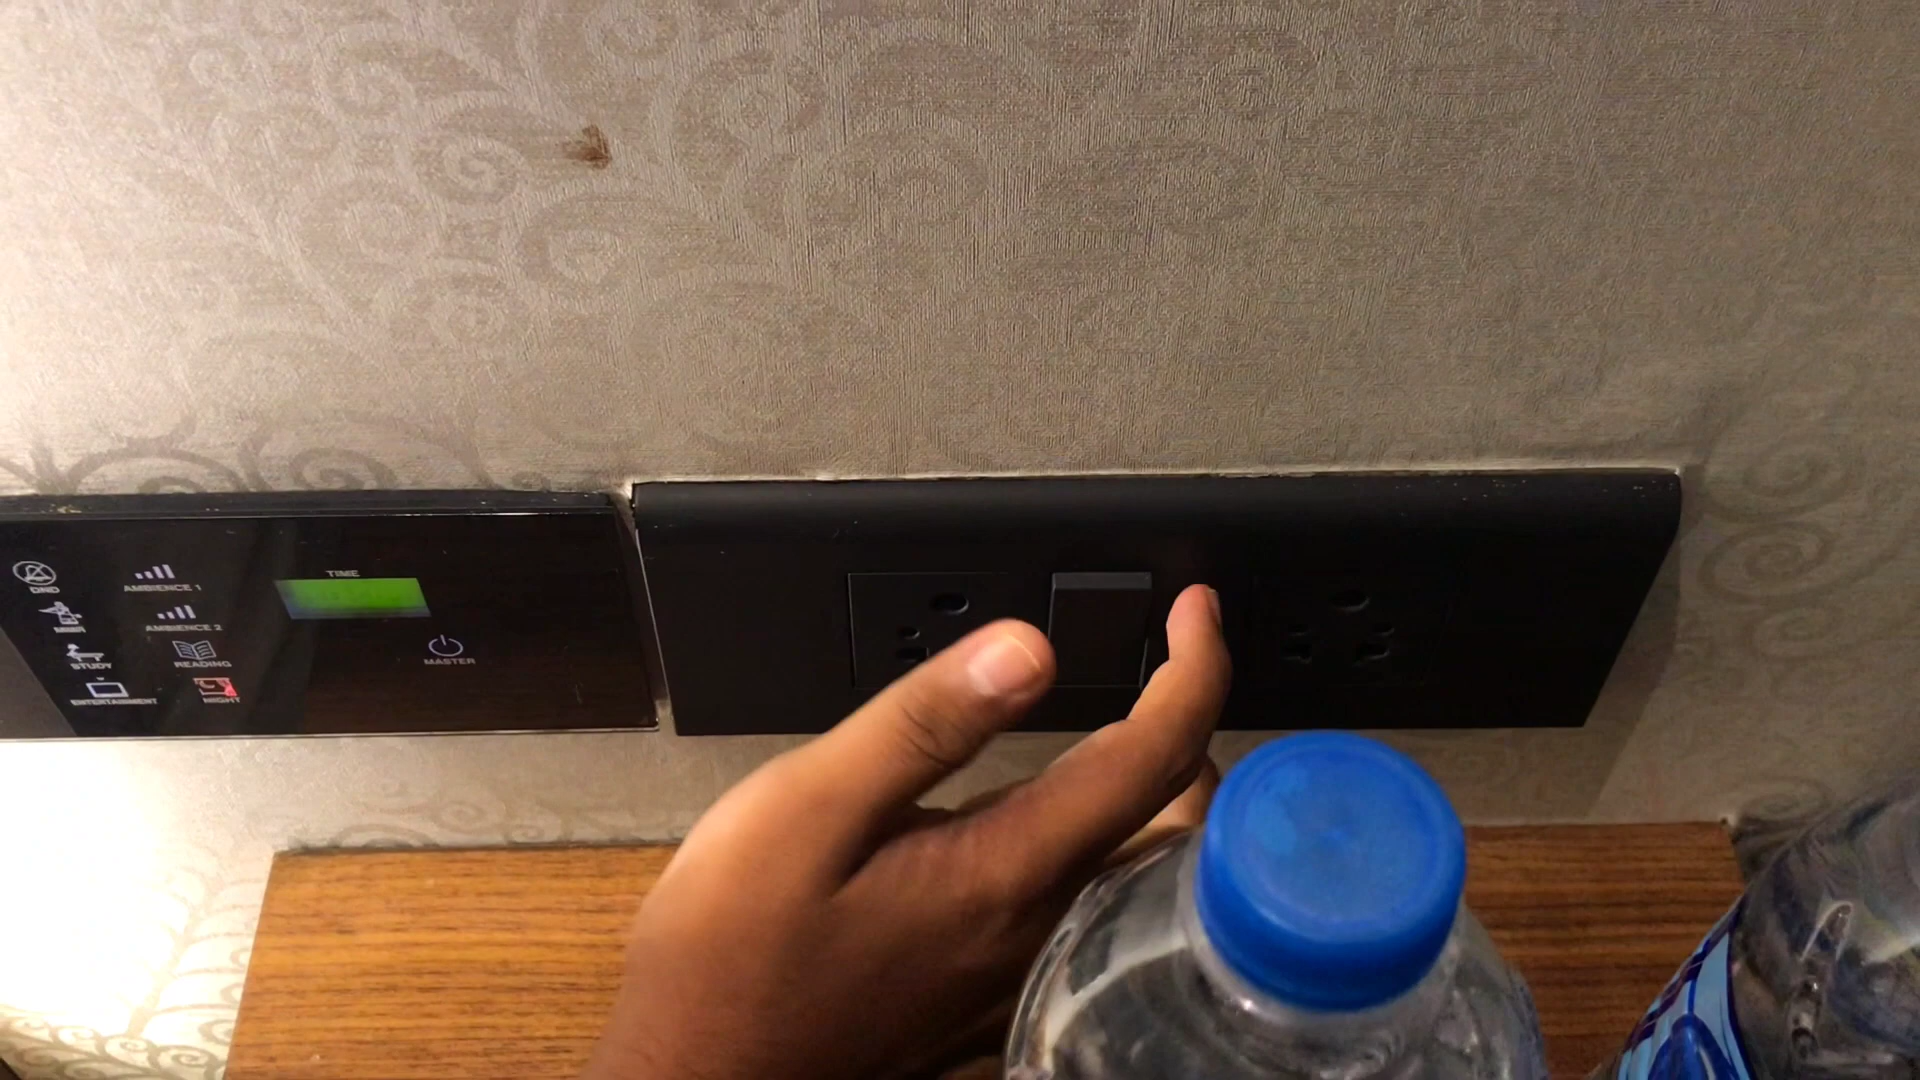 DND
AMBIENCE 1
TIME
MMR
AMBIENCE 2
STUDY
READING
MASTER
ENTERTAINMENT
NIGHT